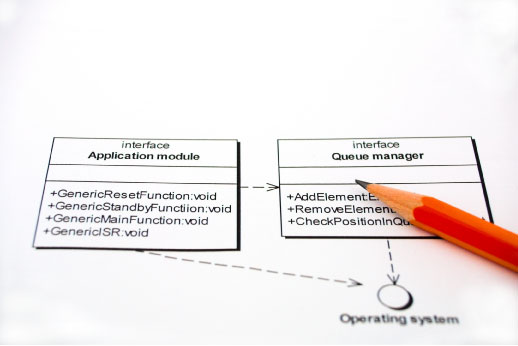 interface
Application module
+GenericResetFunction:void
+GenericStandbyFunctiion:void
+GenericMainFunction:void
+GenericISR:void
interface
Queue manager
+AddElement:
+RemoveElement
+CheckPositionInQu
Operating system